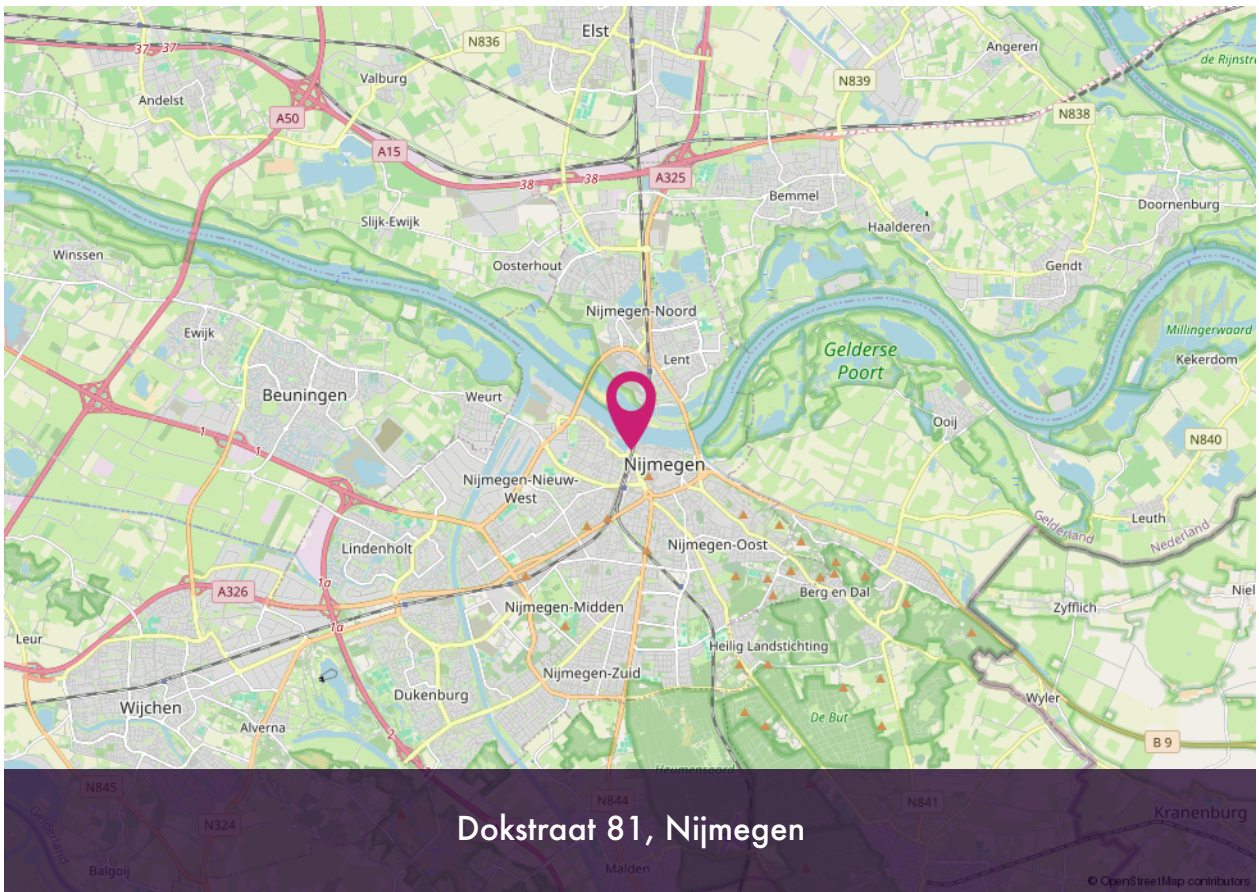 Elst
N836
Angeren
37
37
de Rijnstr
Valburg
N839
Andelst
A50
N838
A15
38
38
A325
Bemmel
Doornenburg
Slijk-Ewijk
Haalderen
Winssen
Oosterhout
Gendt
Nijmegen-Noord
Ewijk
Millingerwaard
Gelderse
Poort
Lent
Kekerdom
Beuningen
Weurt
Ooij
1
1
N840
Nijmegen
Nijmegen-Nieuw-
West
Leuth
Gelderland
Nederland
Lindenholt
Nijmegen-Oost
1a
A326
Berg en Dal
Niel
Nijmegen-Midden
Zyfflich
1a
Leur
Heilig Landstichting
Nijmegen-Zuid
Dukenburg
Wyler
Wijchen
De But
Alverna
2
B 9
Heumensoord
N845
N844
N841
Kranenburg
N324
Gelderland
Dokstraat 81, Nijmegen
Balgoij
Malden
© OpenStreetMap contributors